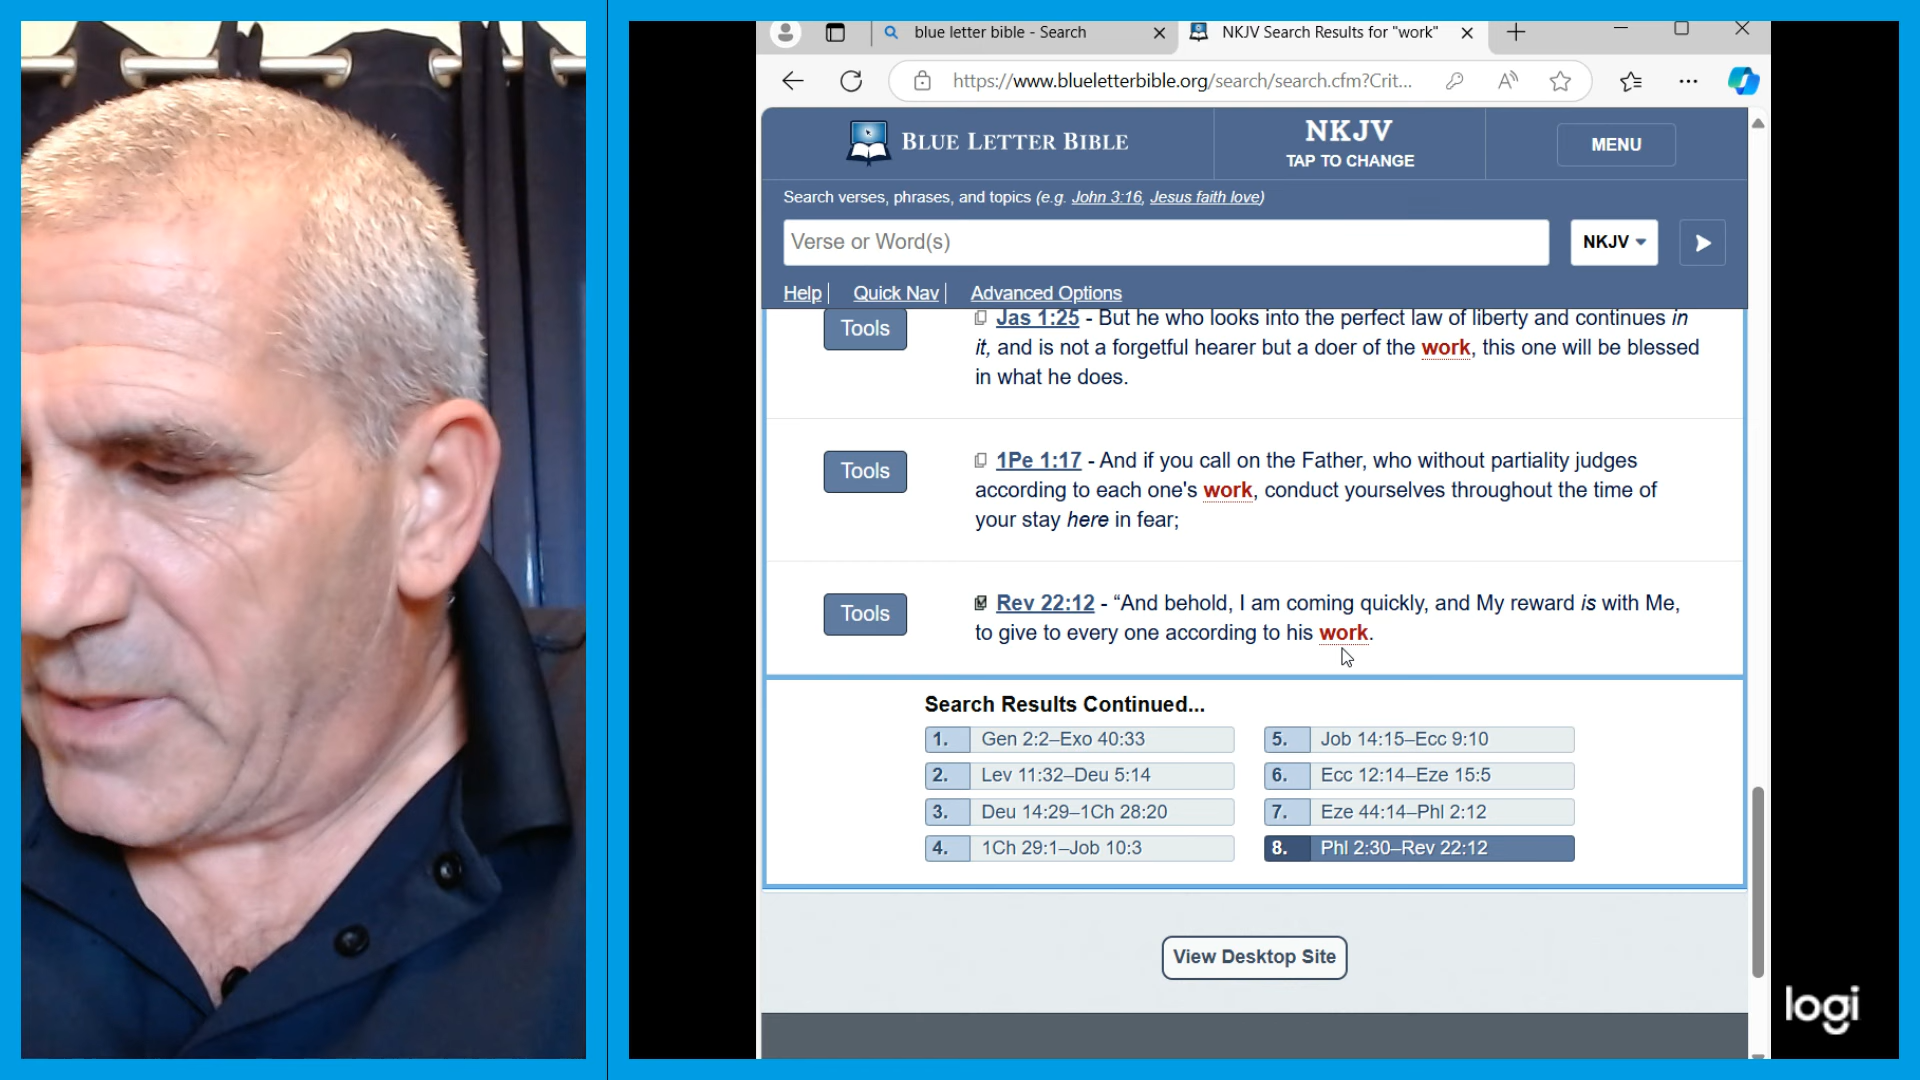 blue letter bible - Search
NKJV Search Results for "work"
https://www.blueletterbible.org/search/search.cfm?Crit...
BLUE LETTER BIBLE
NKJV
TAP TO CHANGE
MENU
Search verses, phrases, and topics (e.g. John 3:16, Jesus faith love)
Verse or Word(s)
NKJV
Help | Quick Nav | Advanced Options
Tools
Jas 1:25 - But he who looks into the perfect law of liberty and continues in
it, and is not a forgetful hearer but a doer of the work, this one will be blessed
in what he does.
Tools
1Pe 1:17 - And if you call on the Father, who without partiality judges
according to each one's work, conduct yourselves throughout the time of
your stay here in fear;
Tools
Rev 22:12 - “And behold, I am coming quickly, and My reward is with Me,
to give to every one according to his work.
Search Results Continued...
1. Gen 2:2–Exo 40:33
2. Lev 11:32–Deu 5:14
3. Deu 14:29–1Ch 28:20
4. 1Ch 29:1–Job 10:3
5. Job 14:15–Ecc 9:10
6. Ecc 12:14–Eze 15:5
7. Eze 44:14–Phl 2:12
8. Phl 2:30–Rev 22:12
View Desktop Site
logi